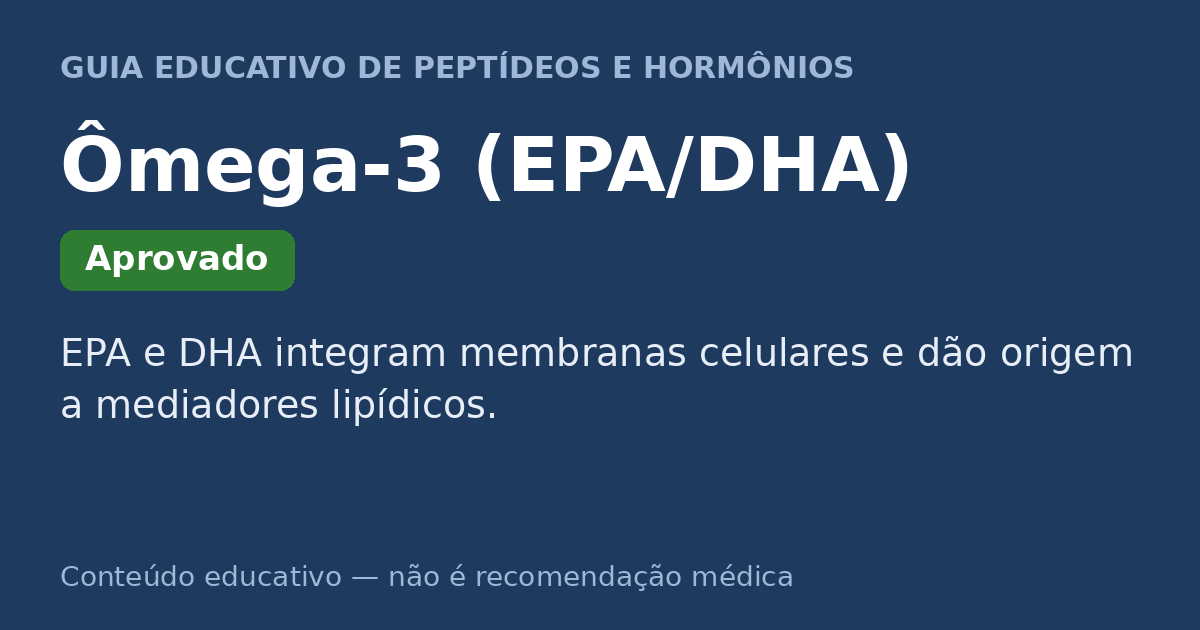 GUIA EDUCATIVO DE PEPTÍDEOS E HORMÔNIOS
Ômega-3 (EPA/DHA)
Aprovado
EPA e DHA integram membranas celulares e dão origem
a mediadores lipídicos.
Conteúdo educativo — não é recomendação médica